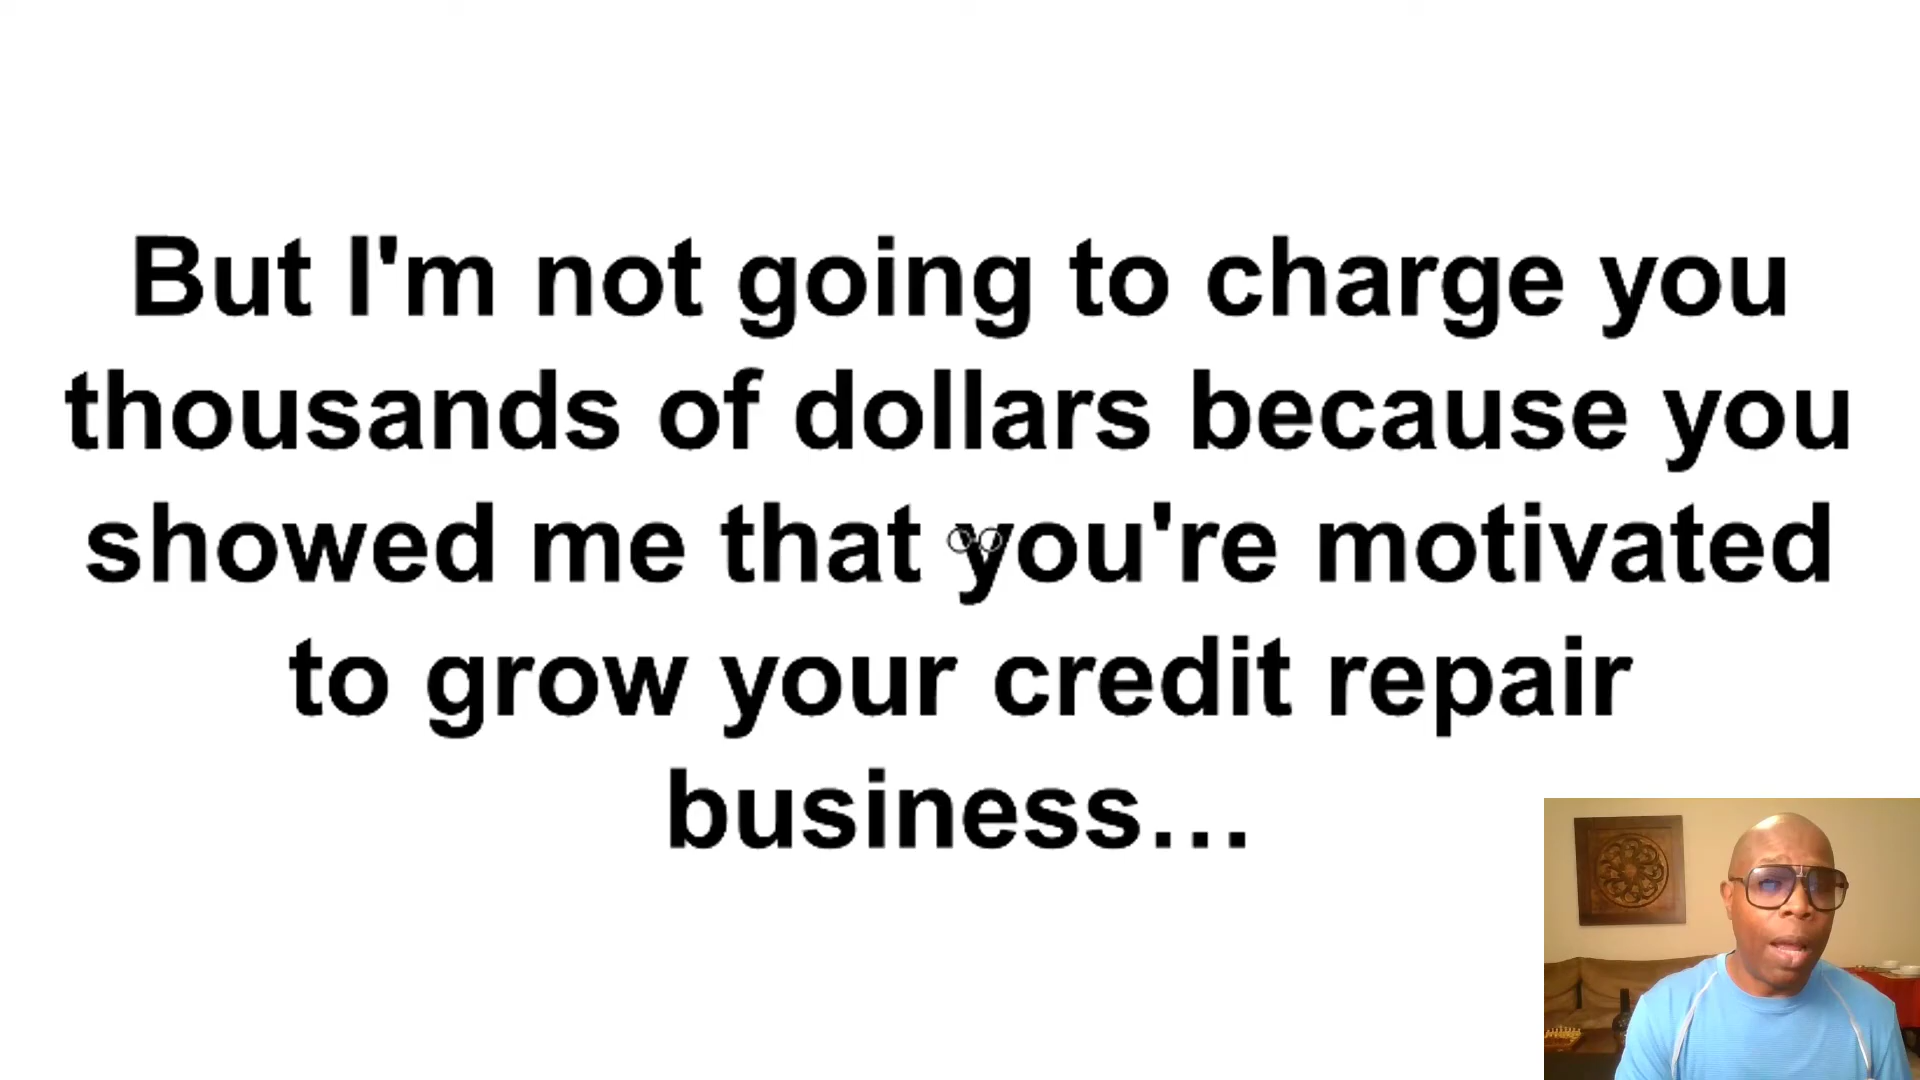 But I'm not going to charge you
thousands of dollars because you
showed me that you're motivated
to grow your credit repair
business...